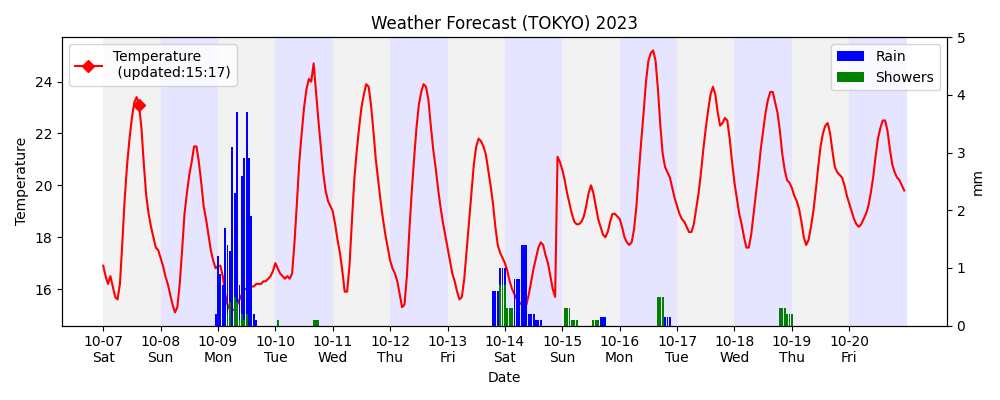 Weather Forecast (TOKYO) 2023
Temperature
(updated:15:17)
Rain
Showers
Temperature
24
22
20
18
16
5
4
3
2
1
0
mm
10-07 10-08 10-09 10-10 10-11 10-12 10-13 10-14 10-15 10-16 10-17 10-18 10-19 10-20
Sat Sun Mon Tue Wed Thu Fri Sat Sun Mon Tue Wed Thu Fri
Date